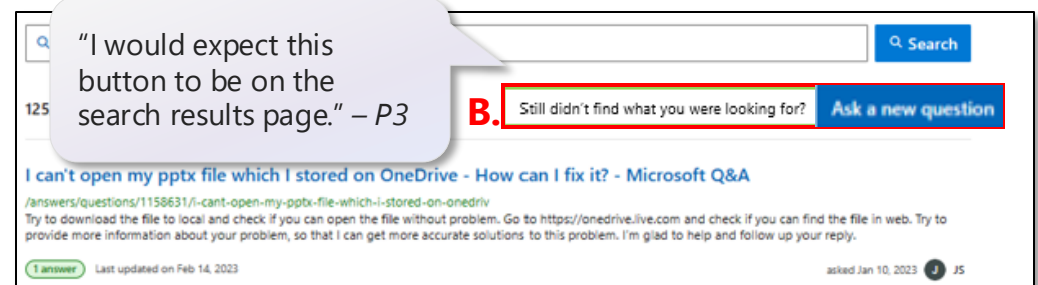 “I would expect this
button to be on the
search results page.” – P3
Search
125
B.
Still didn't find what you were looking for?
Ask a new question
I can't open my pptx file which I stored on OneDrive - How can I fix it? - Microsoft Q&A
/answers/questions/1158631/i-cant-open-my-pptx-file-which-i-stored-on-onedriv
Try to download the file to local and check if you can open the file without problem. Go to https://onedrive.live.com and check if you can find the file in web. Try to
provide more information about your problem, so that I can get more accurate solutions to this problem. I'm glad to help and follow up your reply.
1 answer Last updated on Feb 14, 2023
asked Jan 10, 2023 J JS